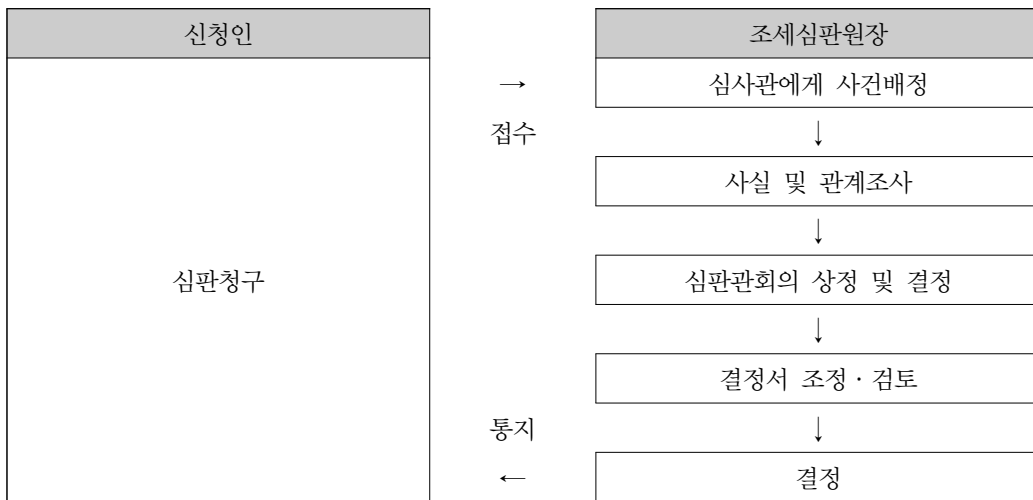 신청인
조세심판원장
→
심사관에게 사건배정
접수
↓
사실 및 관계조사
↓
심판청구
심판관회의 상정 및 결정
↓
결정서 조정·검토
통지
↓
←
결정